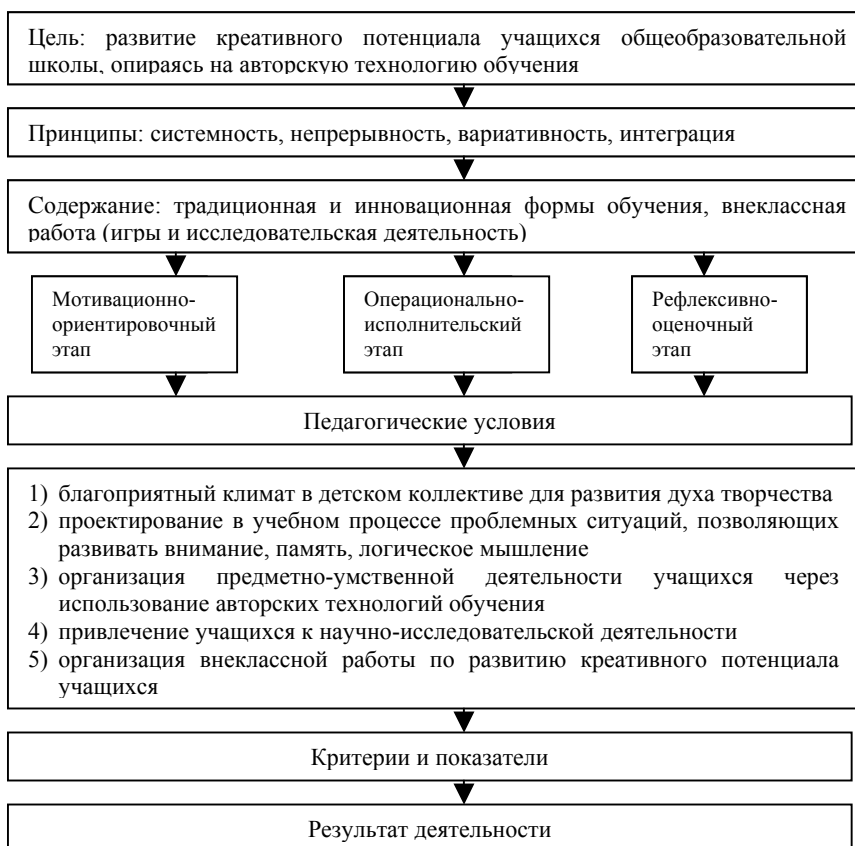 Цель: развитие креативного потенциала учащихся общеобразовательной
школы, опираясь на авторскую технологию обучения
Принципы: системность, непрерывность, вариативность, интеграция
Содержание: традиционная и инновационная формы обучения, внеклассная
работа (игры и исследовательская деятельность)
Мотивационно-
ориентировочный
этап
Операционально-
исполнительский
этап
Рефлексивно-
оценочный
этап
Педагогические условия
1) благоприятный климат в детском коллективе для развития духа творчества
2) проектирование в учебном процессе проблемных ситуаций, позволяющих
развивать внимание, память, логическое мышление
3) организация предметно-умственной деятельности учащихся через
использование авторских технологий обучения
4) привлечение учащихся к научно-исследовательской деятельности
5) организация внеклассной работы по развитию креативного потенциала
учащихся
Критерии и показатели
Результат деятельности